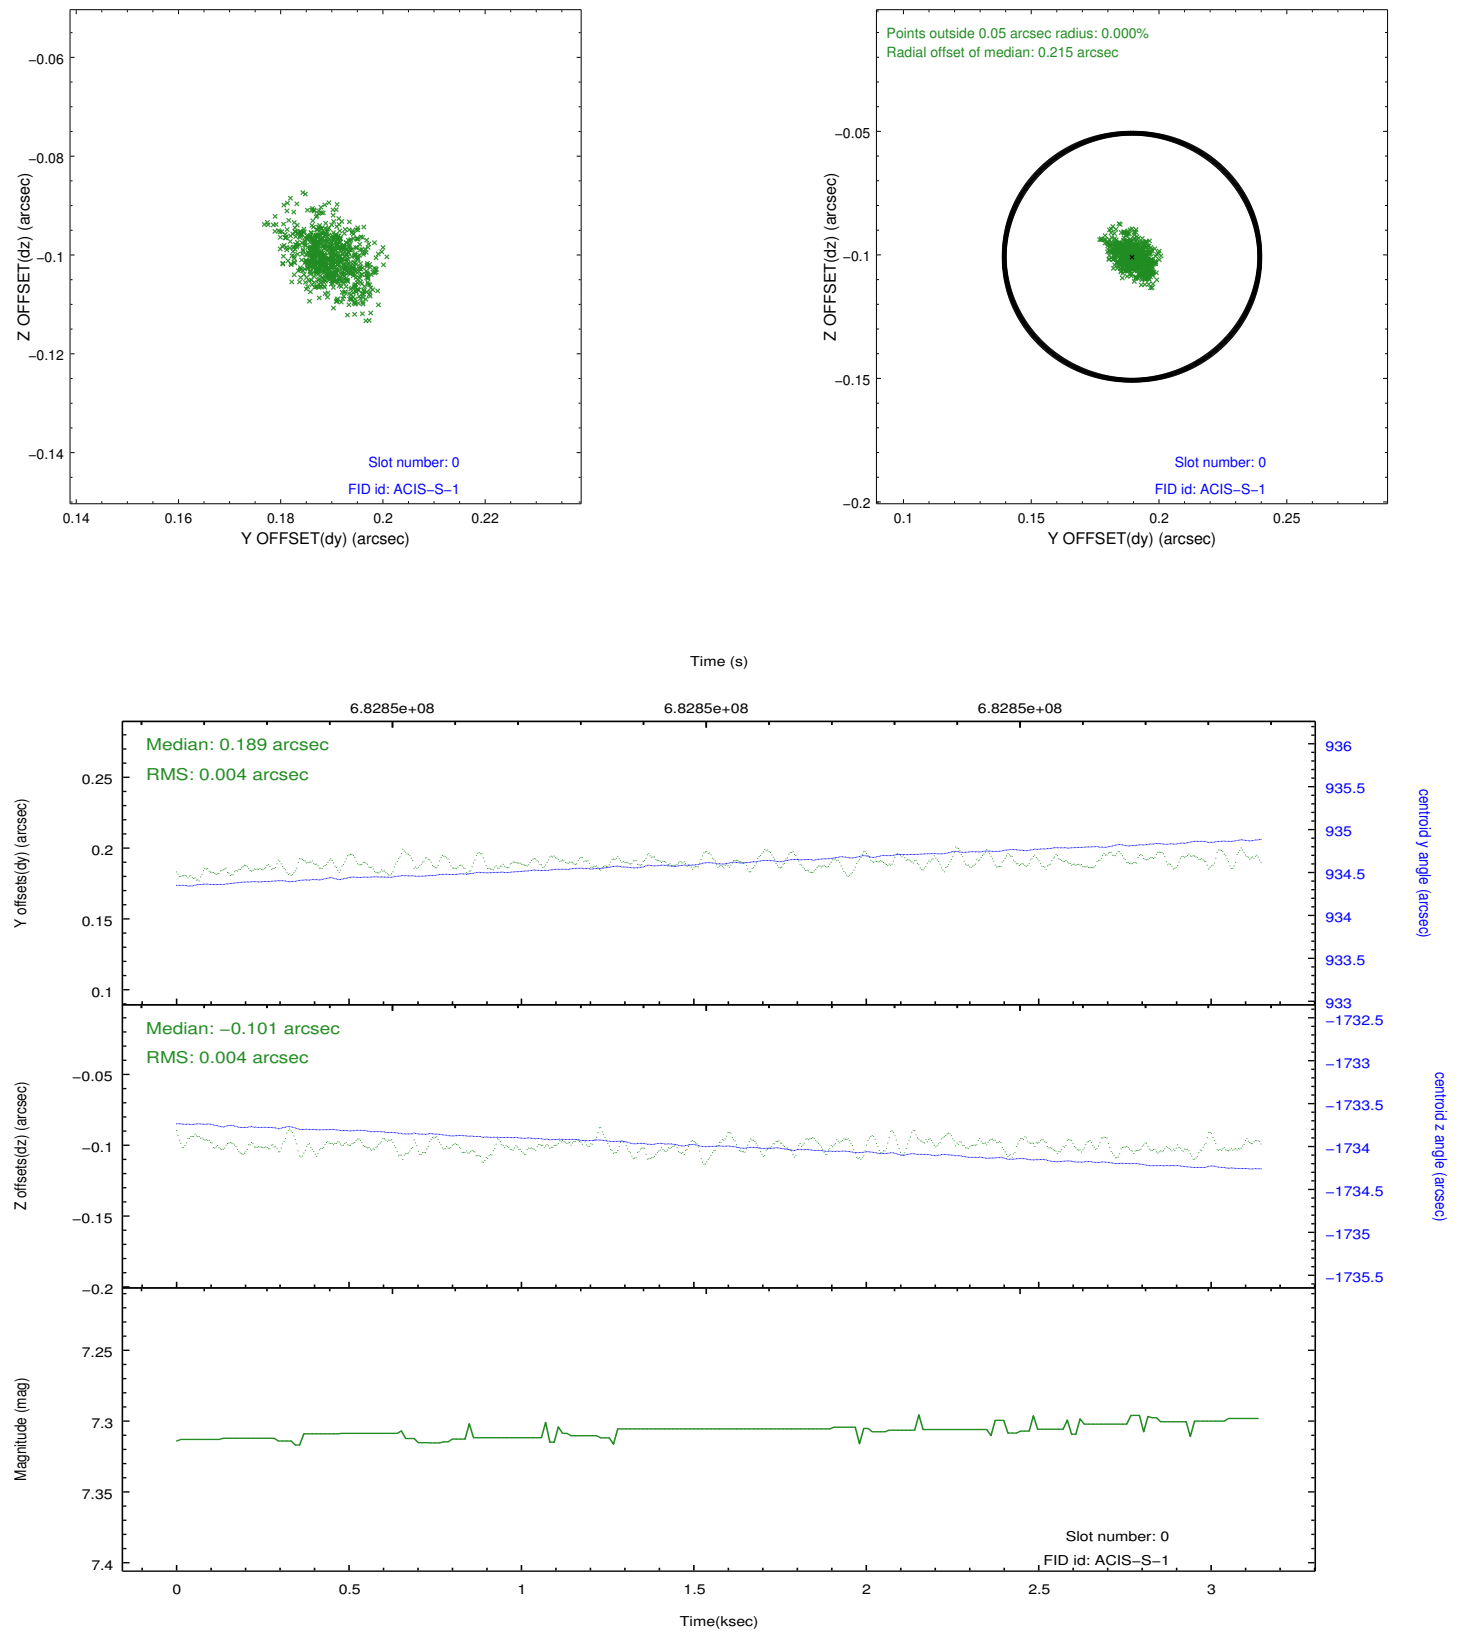 −0.06
−0.08
−0.1
−0.12
−0.14
Z OFFSET(dz) (arcsec)
Slot number: 0
FID id: ACIS−S−1
0.14
0.16
0.18
0.2
0.22
Y OFFSET(dy) (arcsec)
Points outside 0.05 arcsec radius: 0.000%
Radial offset of median: 0.215 arcsec
−0.05
−0.1
−0.15
−0.2
Z OFFSET(dz) (arcsec)
Slot number: 0
FID id: ACIS−S−1
0.1
0.15
0.2
0.25
Y OFFSET(dy) (arcsec)
Time (s)
6.8285e+08
6.8285e+08
6.8285e+08
Median: 0.189 arcsec
RMS: 0.004 arcsec
0.25
0.2
0.15
0.1
Y offsets(dy) (arcsec)
936
935.5
935
934.5
934
933.5
933
centroid y angle (arcsec)
Median: −0.101 arcsec
RMS: 0.004 arcsec
−0.05
−0.1
−0.15
−0.2
Z offsets(dz) (arcsec)
−1732.5
−1733
−1733.5
−1734
−1734.5
−1735
−1735.5
centroid z angle (arcsec)
7.25
7.3
7.35
7.4
Magnitude (mag)
Slot number: 0
FID id: ACIS−S−1
0
0.5
1
1.5
2
2.5
3
Time(ksec)